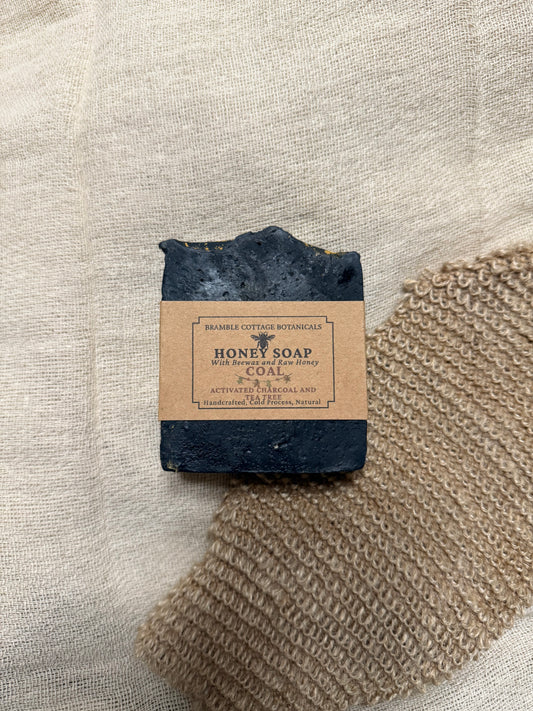 BRAMBLE COTTAGE BOTANICALS
HONEY SOAP
With Beewax and Raw Honey
COAL
ACTIVATED CHARCOAL AND
TEA TREE
Handcrafted, Cold Process, Natural